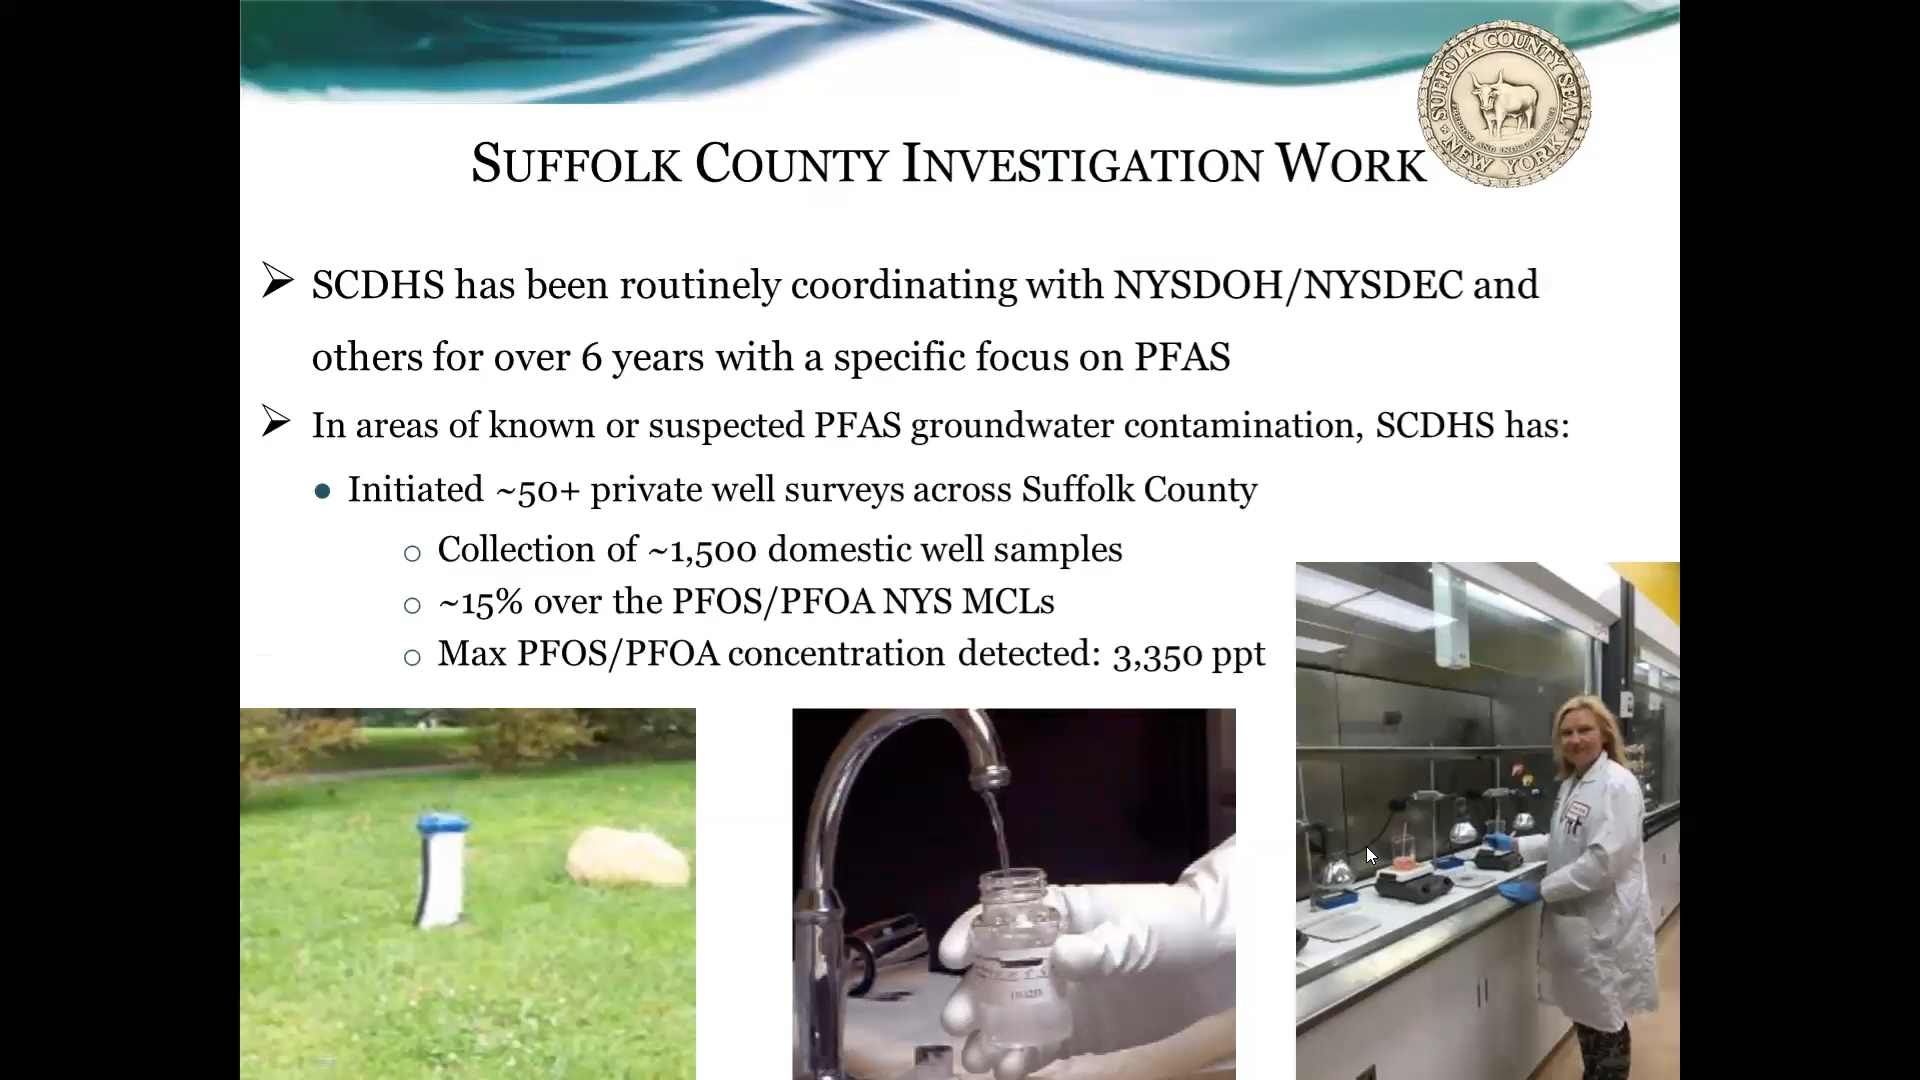 SUFFOLK COUNTY SEAL
NEW YORK
SUFFOLK COUNTY INVESTIGATION WORK
SCDHS has been routinely coordinating with NYSDOH/NYSDEC and
others for over 6 years with a specific focus on PFAS
In areas of known or suspected PFAS groundwater contamination, SCDHS has:
Initiated ~50+ private well surveys across Suffolk County
Collection of ~1,500 domestic well samples
~15% over the PFOS/PFOA NYS MCLs
Max PFOS/PFOA concentration detected: 3,350 ppt